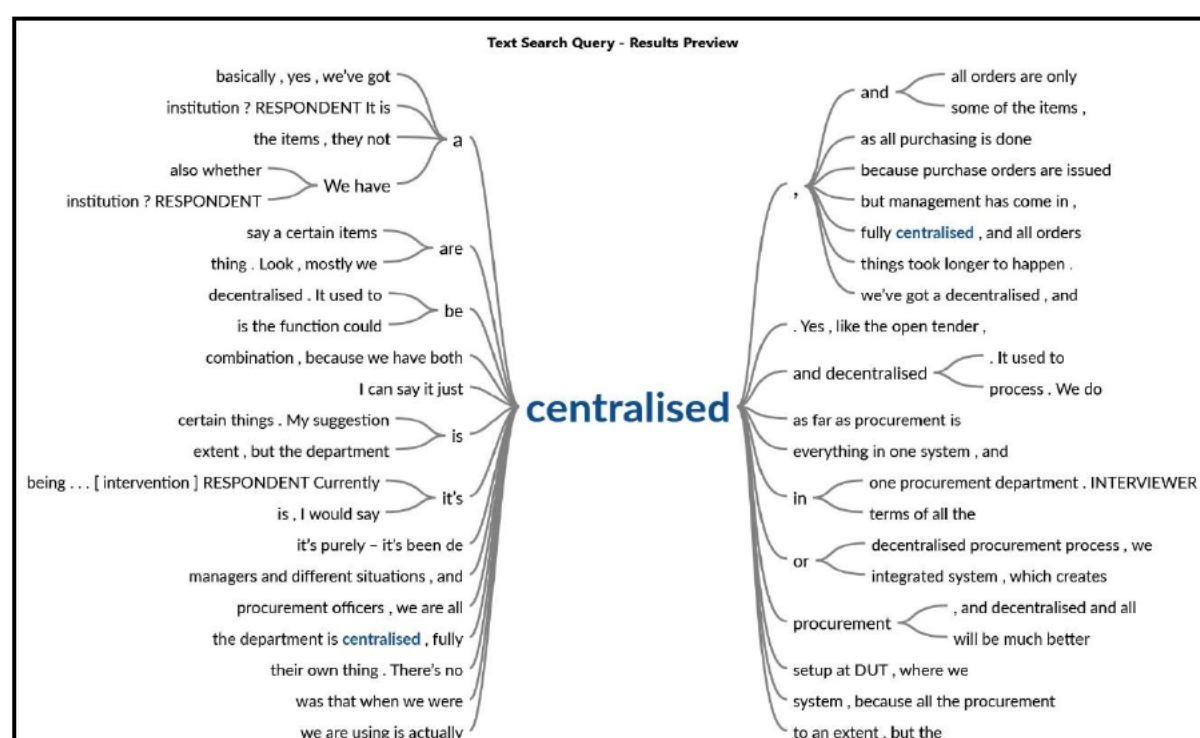 Text Search Query - Results Preview
basically , yes , we've got
institution ? RESPONDENT It is
the items , they not
also whether
institution ? RESPONDENT
We have
a
say a certain items
thing . Look , mostly we
are
decentralised . It used to
is the function could
be
combination , because we have both
I can say it just
certain things . My suggestion
extent , but the department
is
being . . . [ intervention ] RESPONDENT Currently
is , I would say
it's
it's purely – it's been de
managers and different situations , and
procurement officers , we are all
the department is centralised , fully
their own thing . There's no
was that when we were
we are using is actually
centralised
,
and
all orders are only
some of the items ,
as all purchasing is done
because purchase orders are issued
but management has come in ,
fully centralised , and all orders
things took longer to happen .
we've got a decentralised , and
. Yes , like the open tender ,
and decentralised
. It used to
process . We do
as far as procurement is
everything in one system , and
in
one procurement department . INTERVIEWER
terms of all the
or
decentralised procurement process , we
integrated system , which creates
procurement
, and decentralised and all
will be much better
setup at DUT , where we
system , because all the procurement
to an extent , but the